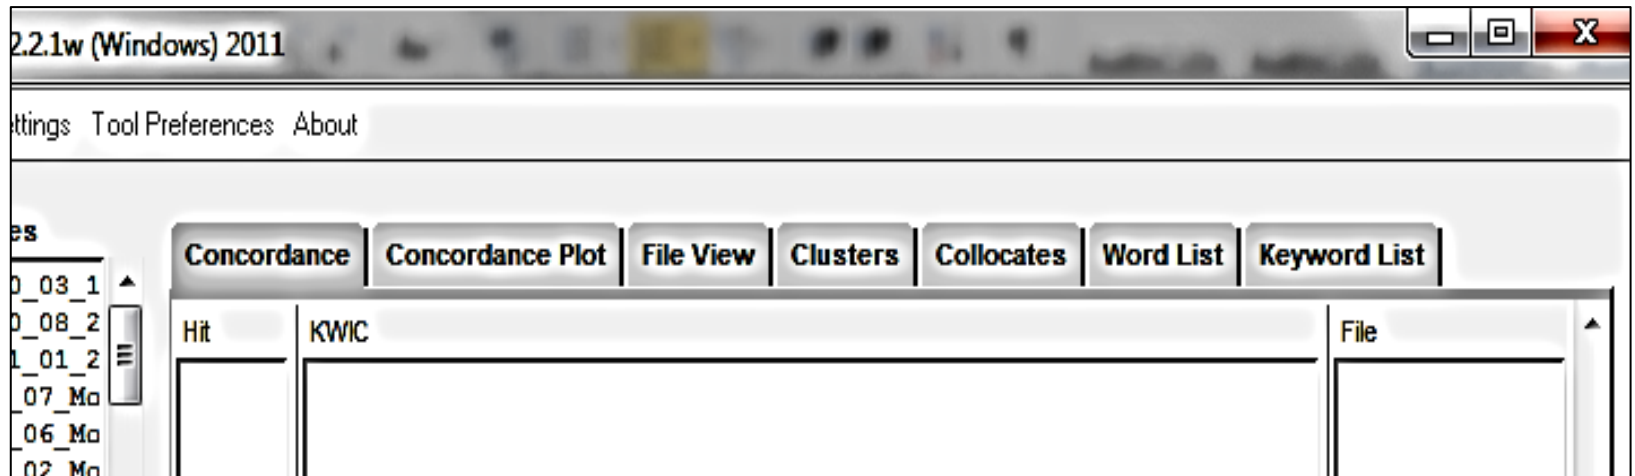 2.2.1w (Windows) 2011
ttings Tool Preferences About
es
Concordance Concordance Plot File View Clusters Collocates Word List Keyword List
0_03_1
Hit KWIC File
0_08_2
1_01_2
_07_Mo
_06_Mo
_02_Mo